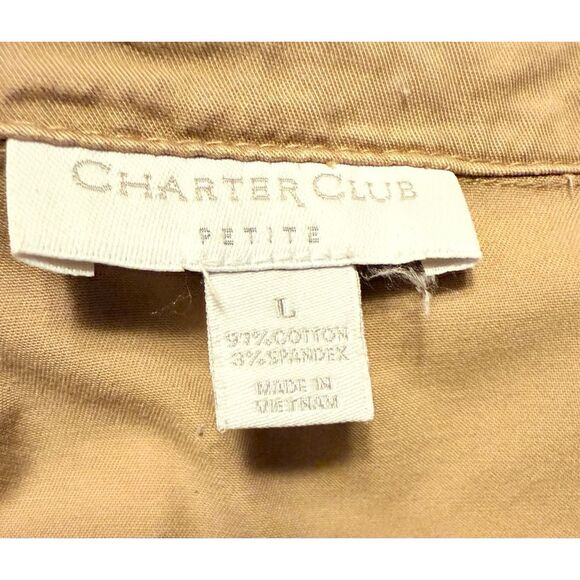 CHARTER CLUB
PETITE
L
97% COTTON
3% SPANDEX
MADE IN
VIETNAM